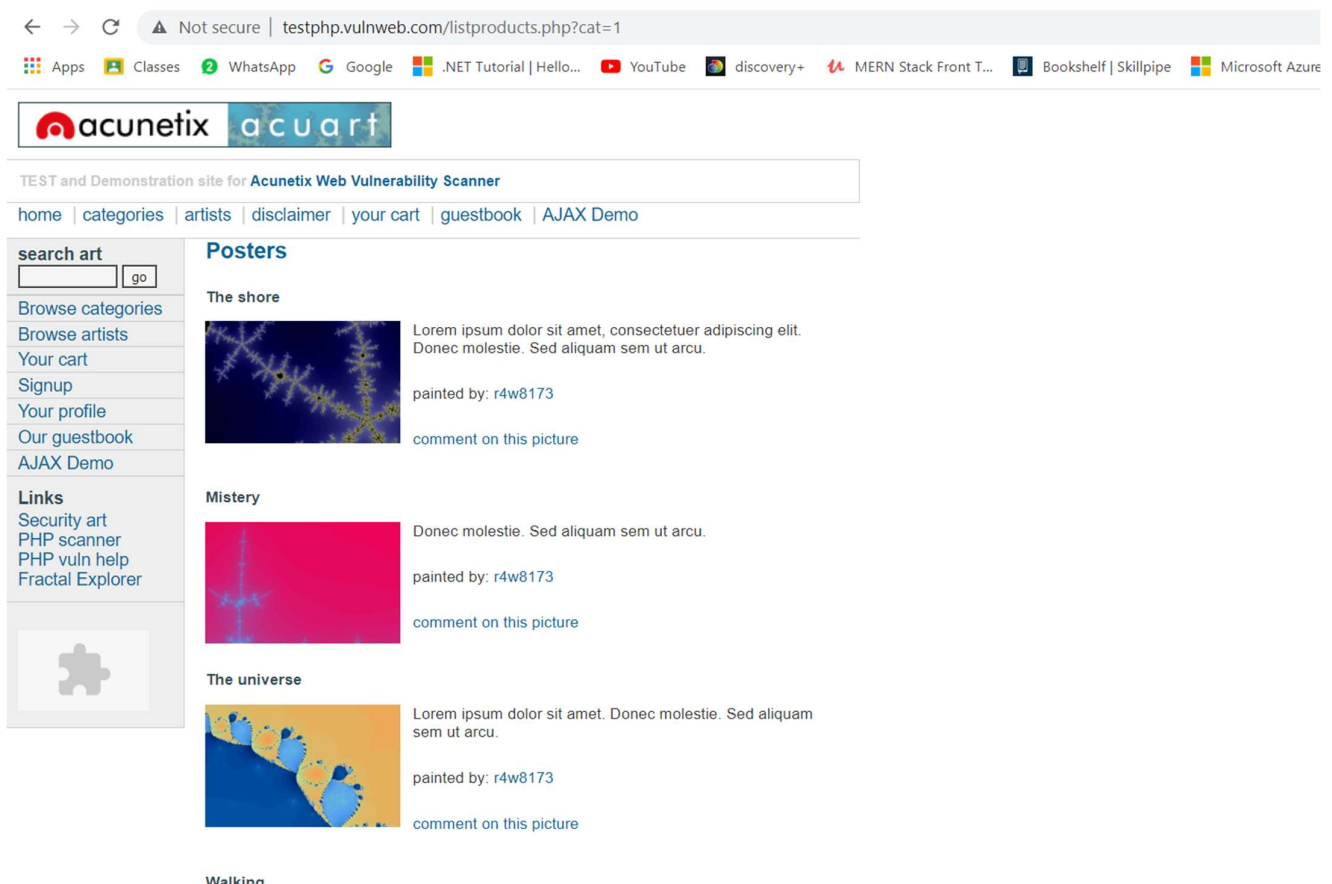 Not secure | testphp.vulnweb.com/listproducts.php?cat=1
Apps Classes WhatsApp Google .NET Tutorial | Hello... YouTube discovery+ MERN Stack Front T... Bookshelf | Skillpipe Microsoft Azure
acunetix acuart
TEST and Demonstration site for Acunetix Web Vulnerability Scanner
home | categories | artists | disclaimer | your cart | guestbook | AJAX Demo
search art
go
Browse categories
Browse artists
Your cart
Signup
Your profile
Our guestbook
AJAX Demo
Links
Security art
PHP scanner
PHP vuln help
Fractal Explorer
Posters
The shore
Lorem ipsum dolor sit amet, consectetuer adipiscing elit.
Donec molestie. Sed aliquam sem ut arcu.
painted by: r4w8173
comment on this picture
Mistery
Donec molestie. Sed aliquam sem ut arcu.
painted by: r4w8173
comment on this picture
The universe
Lorem ipsum dolor sit amet. Donec molestie. Sed aliquam
sem ut arcu.
painted by: r4w8173
comment on this picture
Walking